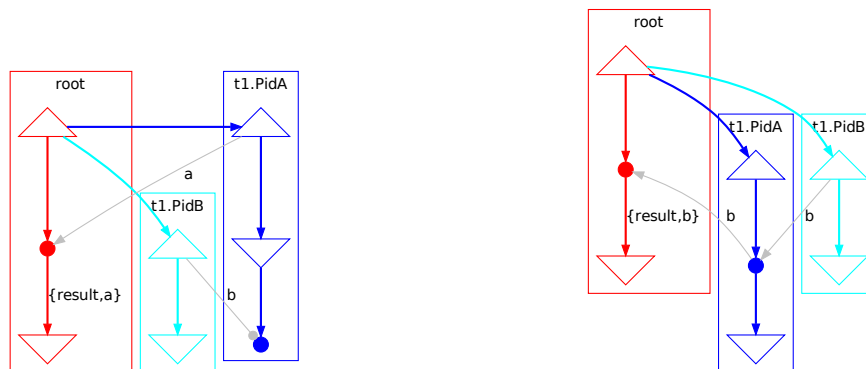 root
t1.PidA
a
t1.PidB
{result,a}
b
root
t1.PidA
t1.PidB
{result,b}
b
b